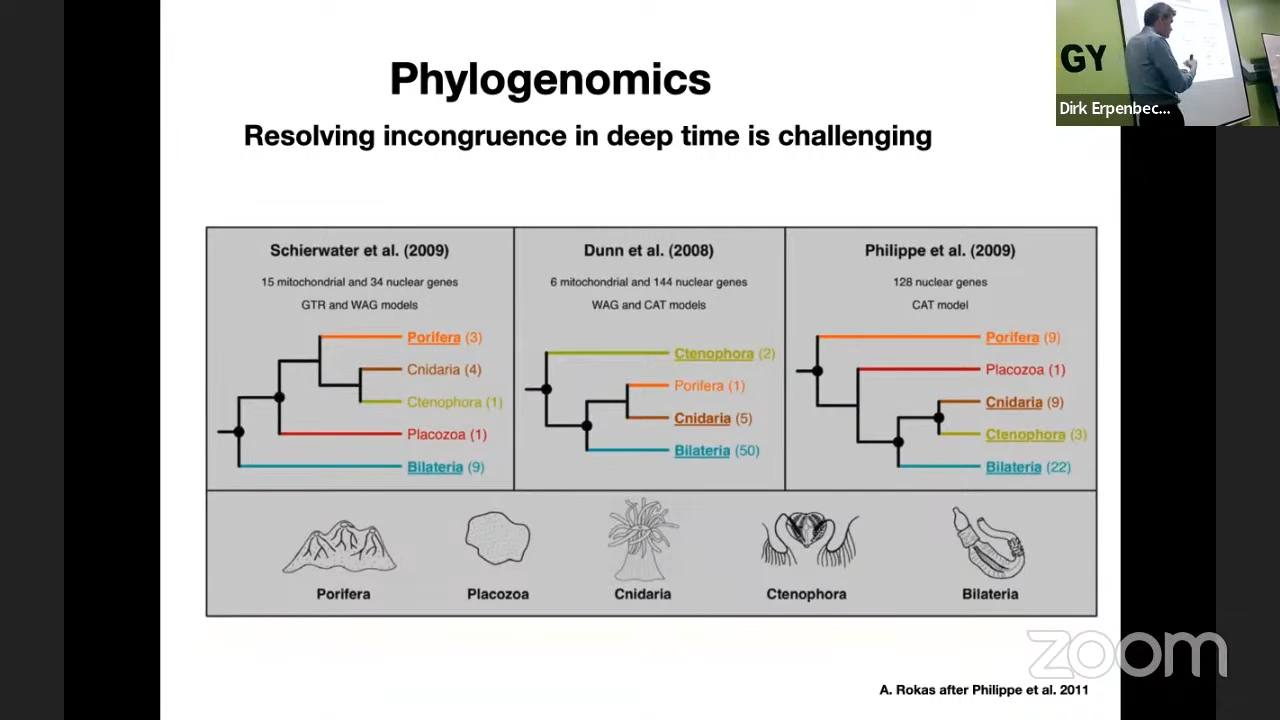 Phylogenomics
Resolving incongruence in deep time is challenging
Schierwater et al. (2009)
15 mitochondrial and 34 nuclear genes
GTR and WAG models
Porifera (3)
Cnidaria (4)
Ctenophora (1)
Placozoa (1)
Bilateria (9)
Dunn et al. (2008)
6 mitochondrial and 144 nuclear genes
WAG and CAT models
Ctenophora (2)
Porifera (1)
Cnidaria (5)
Bilateria (50)
Philippe et al. (2009)
128 nuclear genes
CAT model
Porifera (9)
Placozoa (1)
Cnidaria (9)
Ctenophora (3)
Bilateria (22)
Porifera
Placozoa
Cnidaria
Ctenophora
Bilateria
A. Rokas after Philippe et al. 2011
GY
Dirk Erpenbec...
zoom